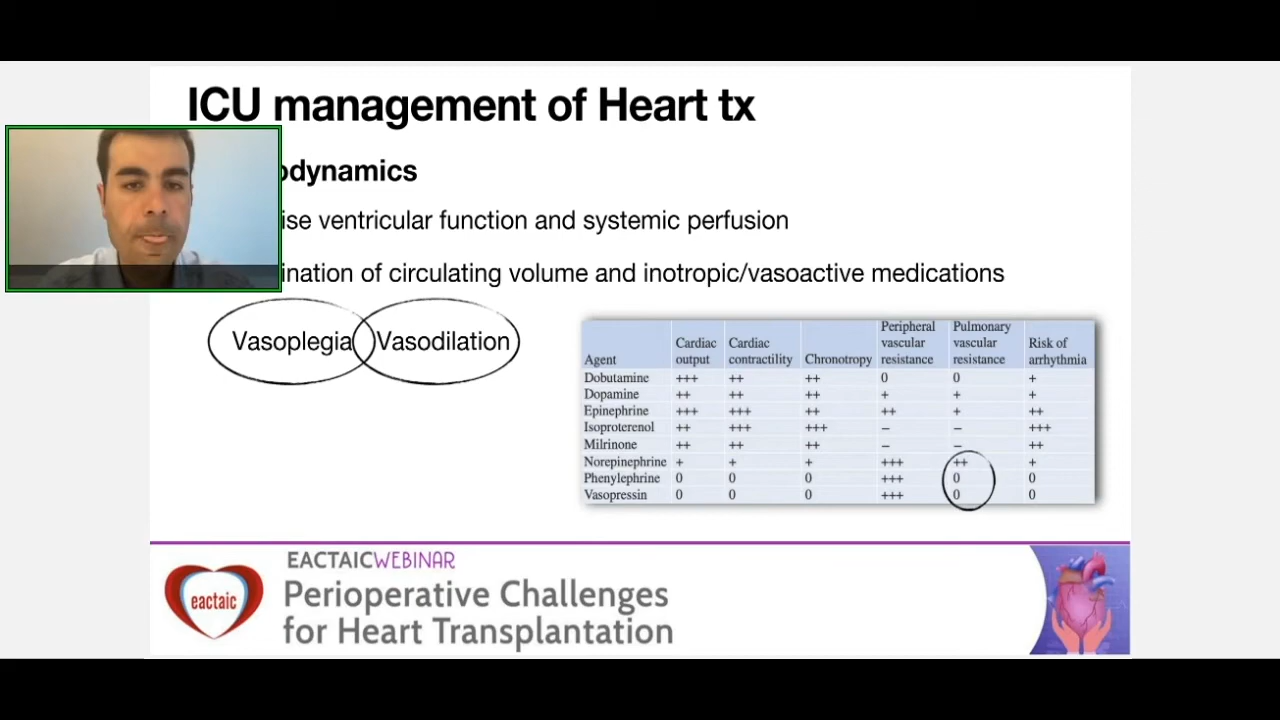 ICU management of Heart tx
odynamics
ise ventricular function and systemic perfusion
ination of circulating volume and inotropic/vasoactive medications
Vasoplegia Vasodilation
Agent Cardiac output Cardiac contractility Chronotropy Peripheral vascular resistance Pulmonary vascular resistance Risk of arrhythmia
Dobutamine +++ ++ ++ 0 0 +
Dopamine ++ ++ ++ + + +
Epinephrine +++ +++ ++ ++ + ++
Isoproterenol ++ +++ +++ – – +++
Milrinone ++ ++ ++ – – ++
Norepinephrine + + + +++ ++ +
Phenylephrine 0 0 0 +++ 0 0
Vasopressin 0 0 0 +++ 0 0
EACTAICWEBINAR
eactaic
Perioperative Challenges
for Heart Transplantation